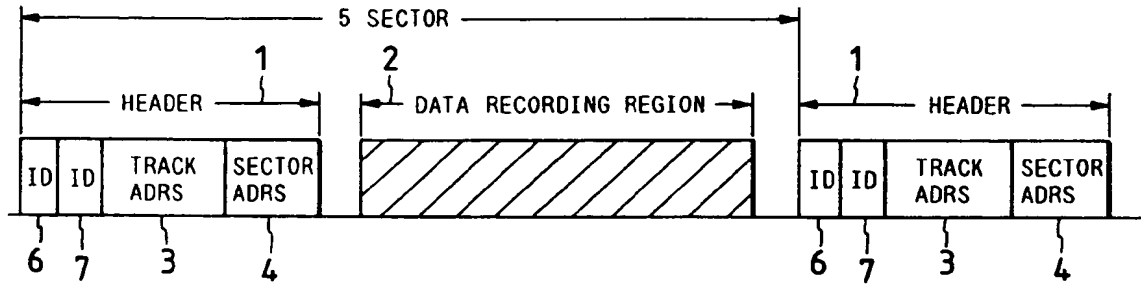 5 SECTOR
1 2 1
HEADER DATA RECORDING REGION HEADER
ID ID TRACK ADRS SECTOR ADRS ID ID TRACK ADRS SECTOR ADRS
6 7 3 4 6 7 3 4